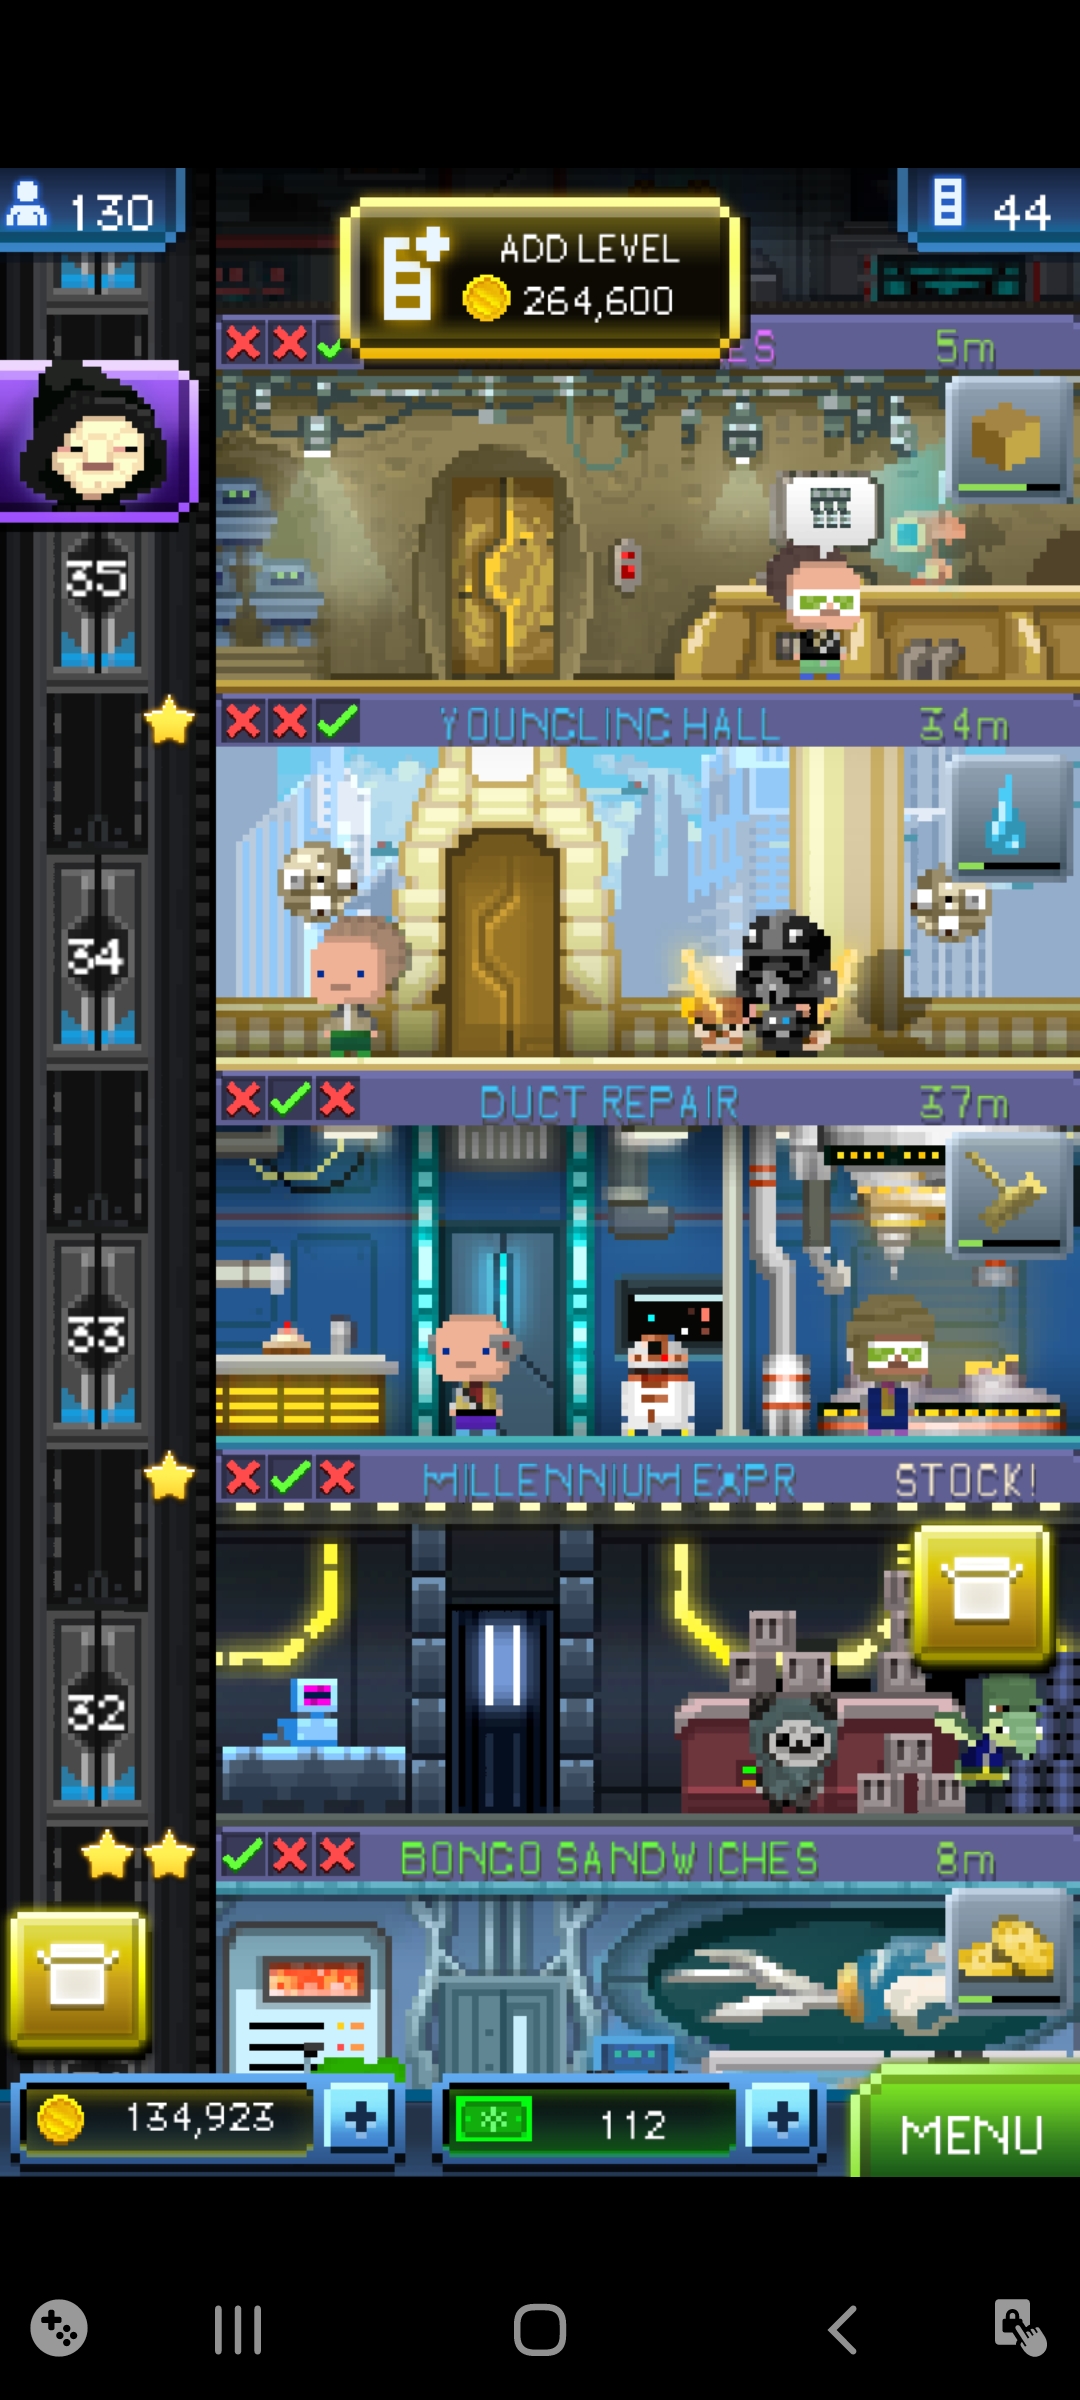 130
ADD LEVEL
264,600
44
ES
5m
35
YOUNGLING HALL
34m
34
DUCT REPAIR
37m
33
MILLENNIUM EXPR
STOCK!
32
BONGO SANDWICHES
8m
134,923
112
MENU